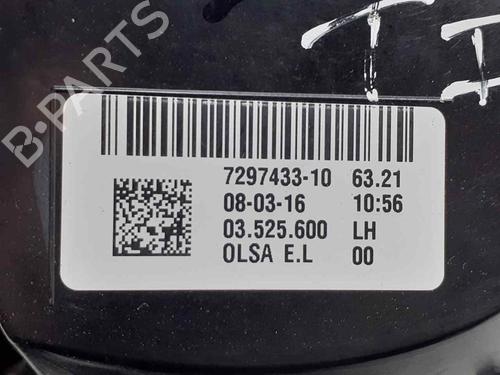 B-PARTS
7297433-10 63.21
08-03-16 10:56
03.525.600 LH
OLSA E.L 00